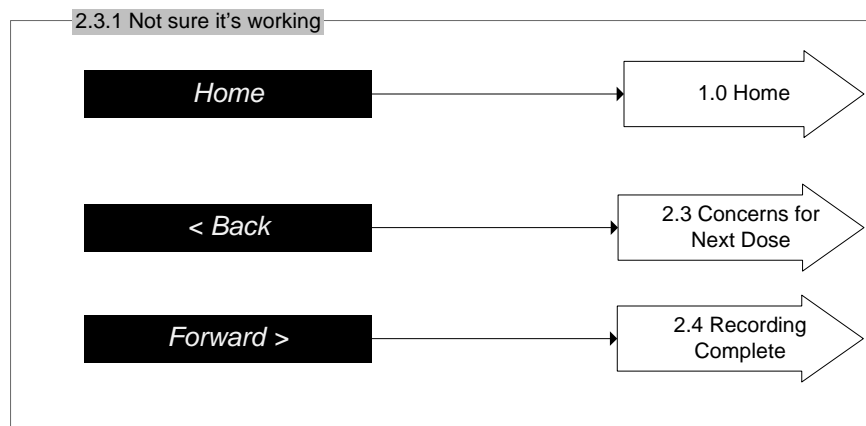 2.3.1 Not sure it's working
Home
1.0 Home
< Back
2.3 Concerns for
Next Dose
Forward >
2.4 Recording
Complete